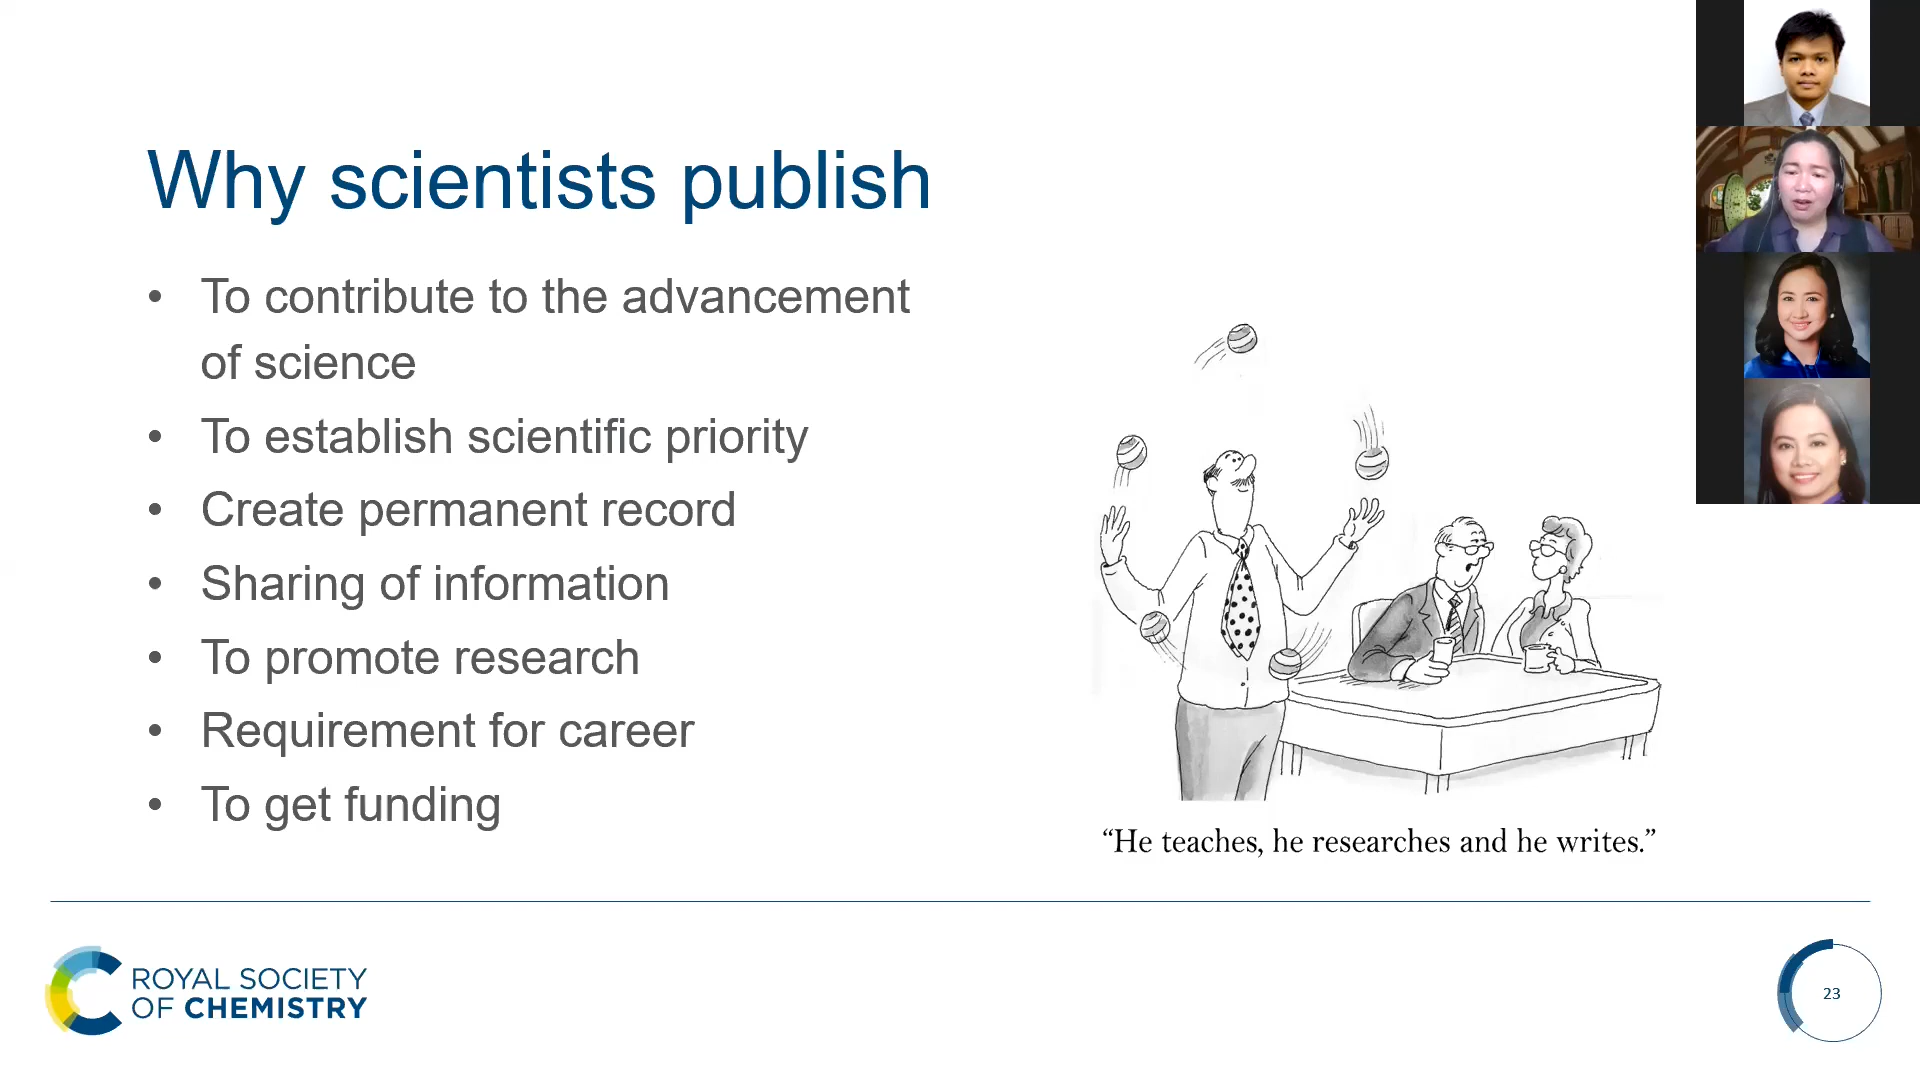 Why scientists publish
• To contribute to the advancement
of science
• To establish scientific priority
• Create permanent record
• Sharing of information
• To promote research
• Requirement for career
• To get funding
“He teaches, he researches and he writes.”
ROYAL SOCIETY
OF CHEMISTRY
23